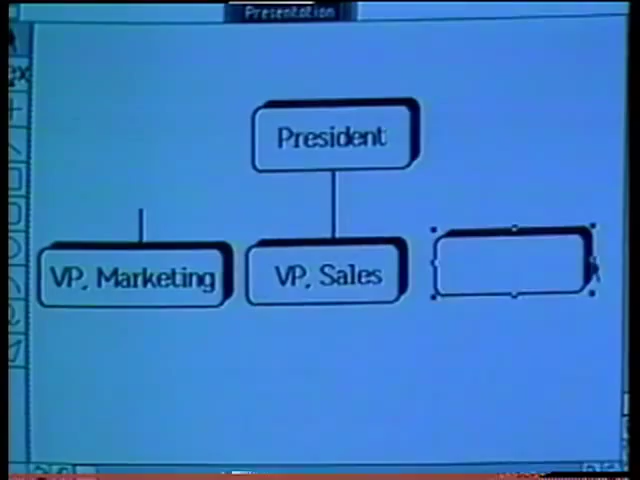 Presentation
President
VP, Marketing
VP, Sales